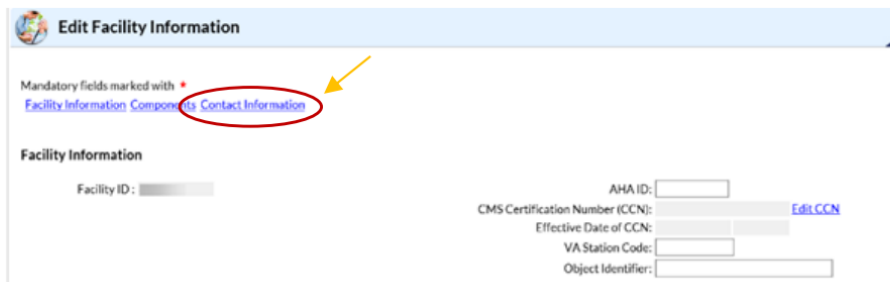 Edit Facility Information
Mandatory fields marked with *
Facility Information Components Contact Information
Facility Information
Facility ID :
AHA ID:
CMS Certification Number (CCN): Edit CCN
Effective Date of CCN:
VA Station Code:
Object Identifier: